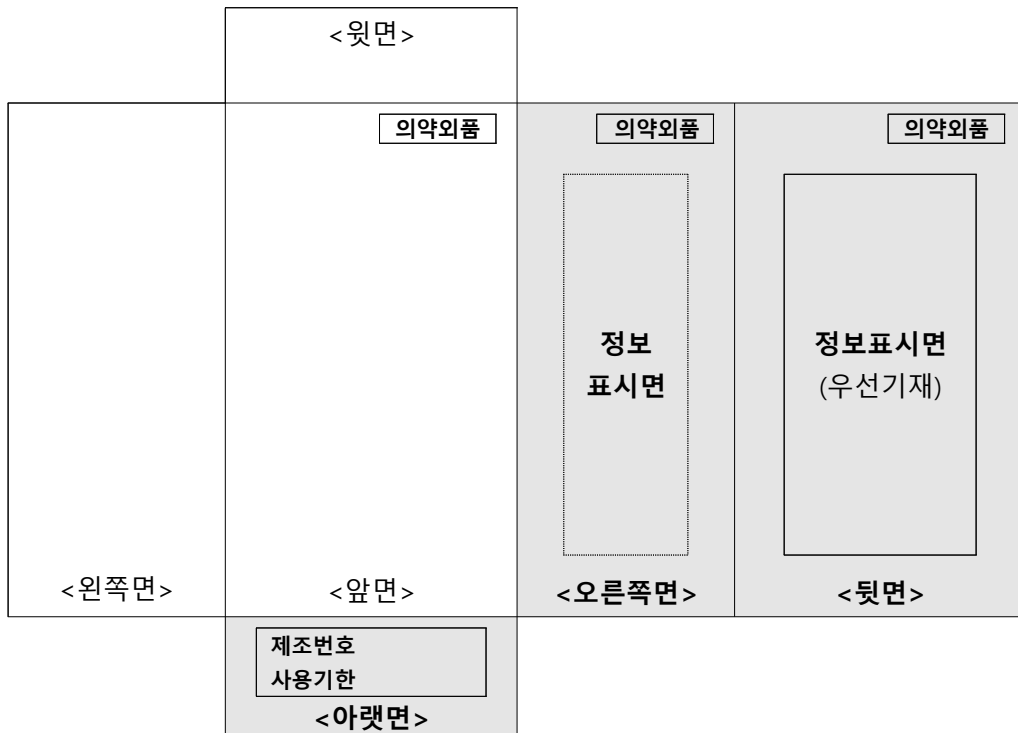 <윗면>
의약외품
의약외품
의약외품
정보
표시면
정보표시면
(우선기재)
<왼쪽면>
<앞면>
<오른쪽면>
<뒷면>
제조번호
사용기한
<아랫면>